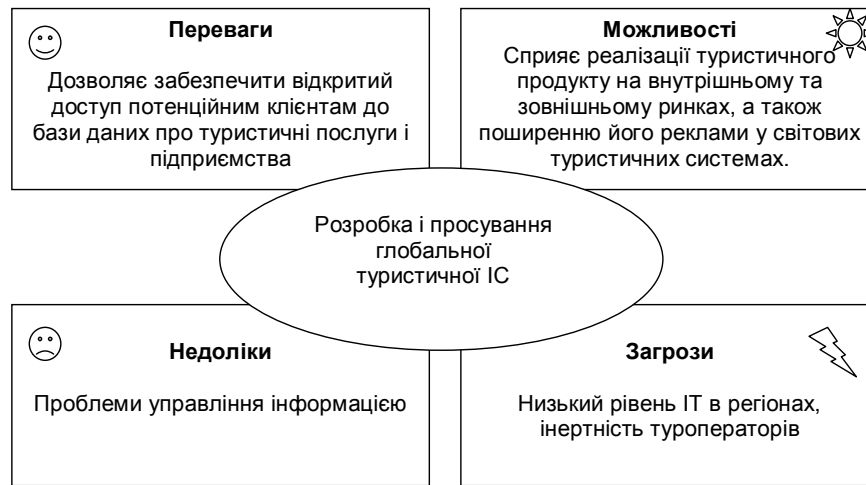 Переваги
Дозволяє забезпечити відкритий
доступ потенційним клієнтам до
бази даних про туристичні послуги і
підприємства
Можливості
Сприяє реалізації туристичного
продукту на внутрішньому та
зовнішньому ринках, а також
поширенню його реклами у світових
туристичних системах.
Розробка і просування
глобальної
туристичної ІС
Недоліки
Проблеми управління інформацією
Загрози
Низький рівень ІТ в регіонах,
інертність туроператорів